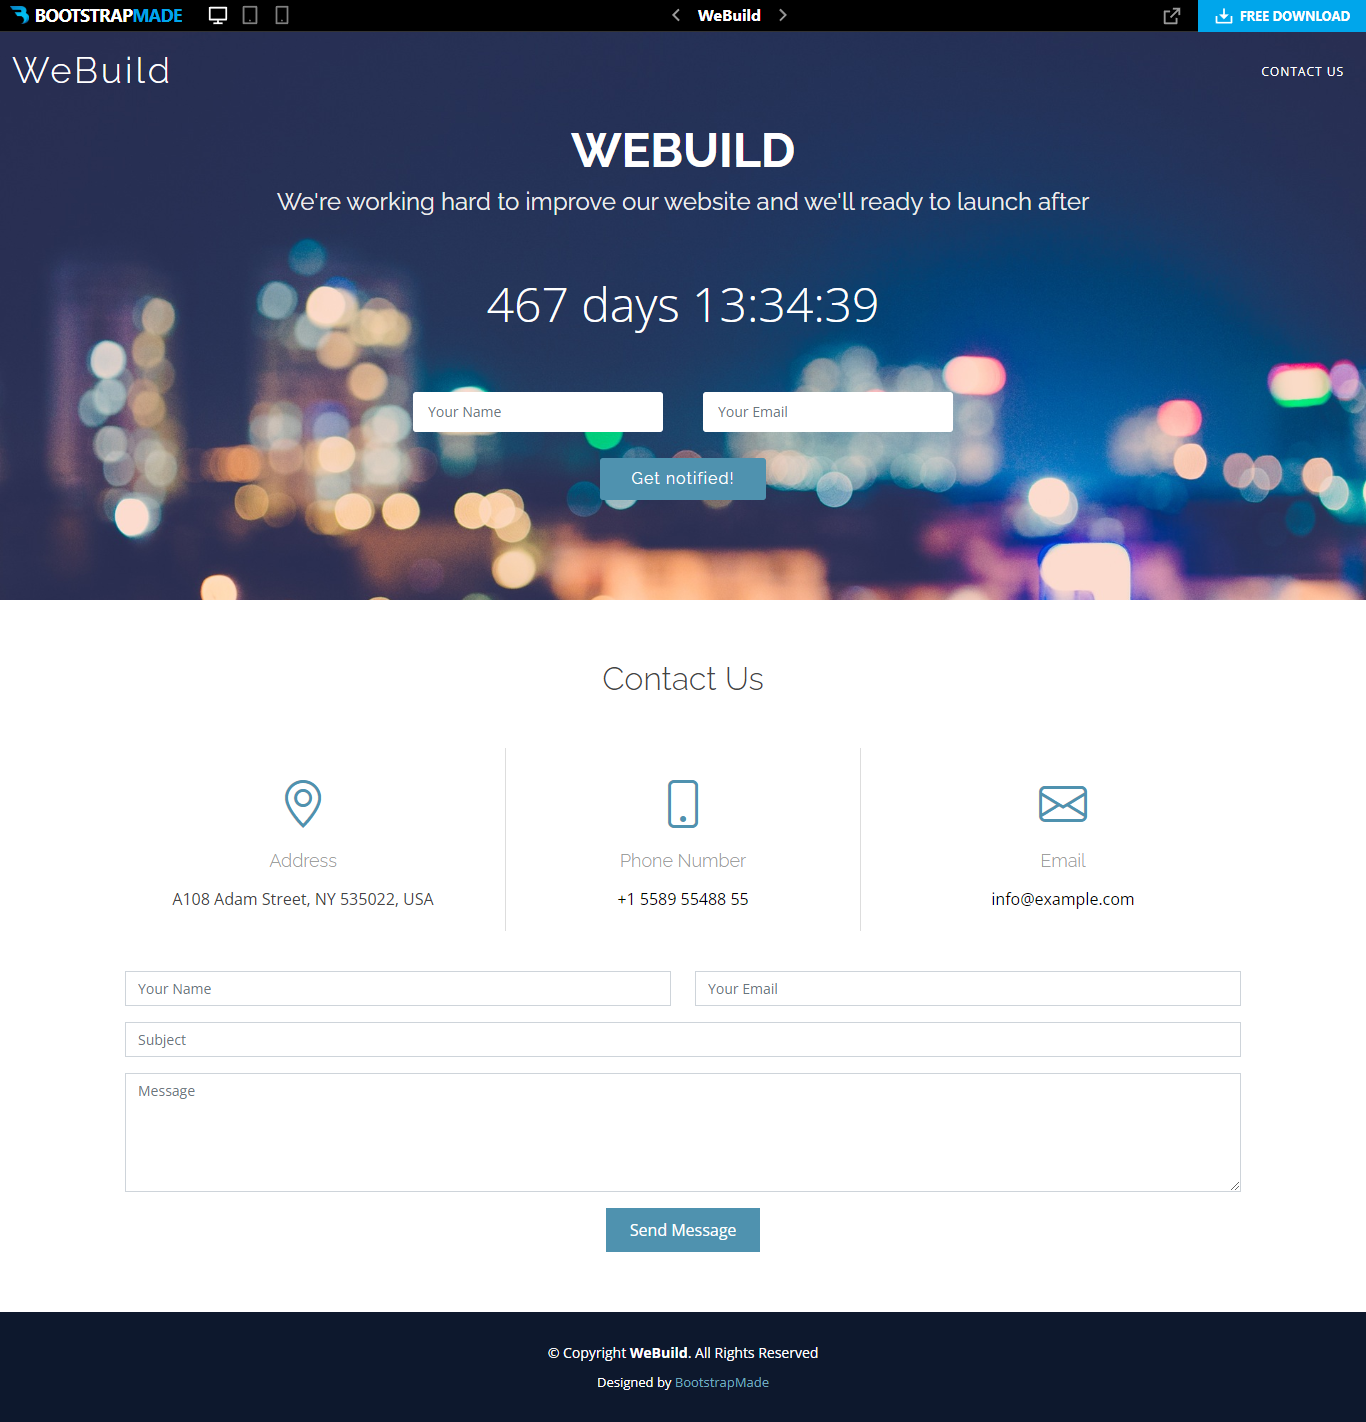 BOOTSTRAPMADE
WeBuild
FREE DOWNLOAD
WeBuild
CONTACT US
WEBUILD
We're working hard to improve our website and we'll ready to launch after
467 days 13:34:39
Your Name
Your Email
Get notified!
Contact Us
Address
A108 Adam Street, NY 535022, USA
Phone Number
+1 5589 55488 55
Email
info@example.com
Your Name
Your Email
Subject
Message
Send Message
© Copyright WeBuild. All Rights Reserved
Designed by BootstrapMade